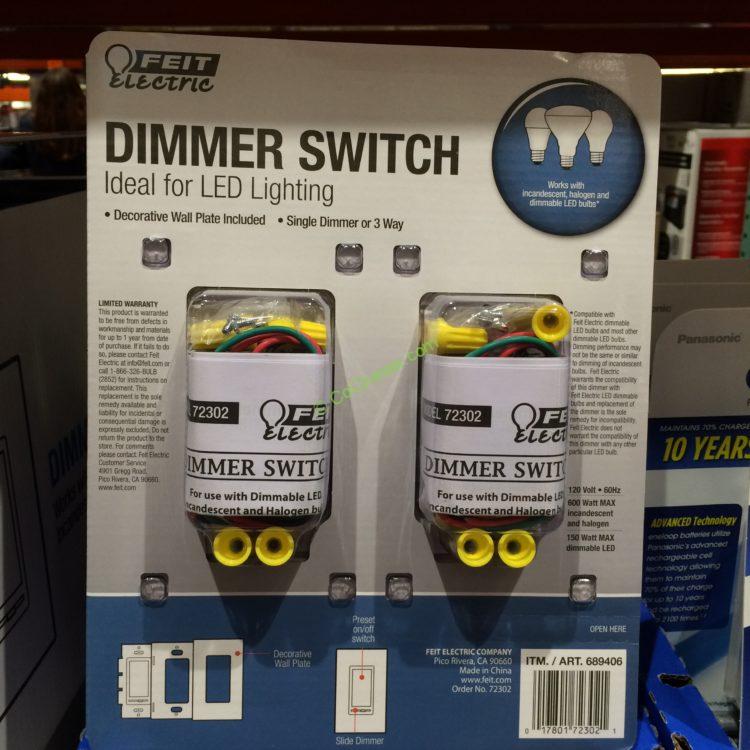 FEIT
Electric
DIMMER SWITCH
Ideal for LED Lighting
• Decorative Wall Plate Included • Single Dimmer or 3 Way
Works with
incandescent, halogen and
dimmable LED bulbs*
LIMITED WARRANTY
This product is warranted
to be free from defects in
workmanship and materials
for up to 1 year from date
of purchase. If it fails to do
so, please contact Feit
Electric at info@feit.com or
call 1-866-326-BULB
(2852) for instructions on
replacement. This
replacement is the sole
remedy available and
liability for incidental or
consequential damage is
expressly excluded. Do not
return the product to the
store. For comments
please contact: Feit Electric
Customer Service
4901 Gregg Road,
Pico Rivera, CA 90660.
www.feit.com
72302
FEIT
Electric
DIMMER SWITC
For use with Dimmable LED
ncandescent and Halogen bu
72302
FEIT
Electric
DIMMER SWITC
For use with Dimmable LED
candescent and Halogen bu
*Compatible with
Feit Electric dimmable
LED bulbs and most other
dimmable LED bulbs.
Dimming performance may
not be the same or similar
to dimming of incandescent
bulbs. Feit Electric
warrants the compatibility
of this dimmer with
Feit Electric LED dimmable
bulbs and replacement of
the dimmer is the sole
remedy for incompatibility.
Feit Electric does not
warrant the compatibility of
this dimmer with any other
particular LED bulb.
120 Volt • 60Hz
600 Watt MAX
incandescent
and halogen
150 Watt MAX
dimmable LED
OPEN HERE
Decorative
Wall Plate
Preset
on/off
switch
Slide Dimmer
FEIT ELECTRIC COMPANY
Pico Rivera, CA 90660
Made in China
www.feit.com
Order No. 72302
ITM. / ART. 689406
0 17801 72302 1
Panasonic
MAINTAINS 70% CHARGE
10 YEARS
ADVANCED Technology
eneloop batteries utilize
Panasonic's advanced
rechargeable cell
technology allowing
them to maintain
70% of their charge
for up to 10 years
and be recharged
2100 times